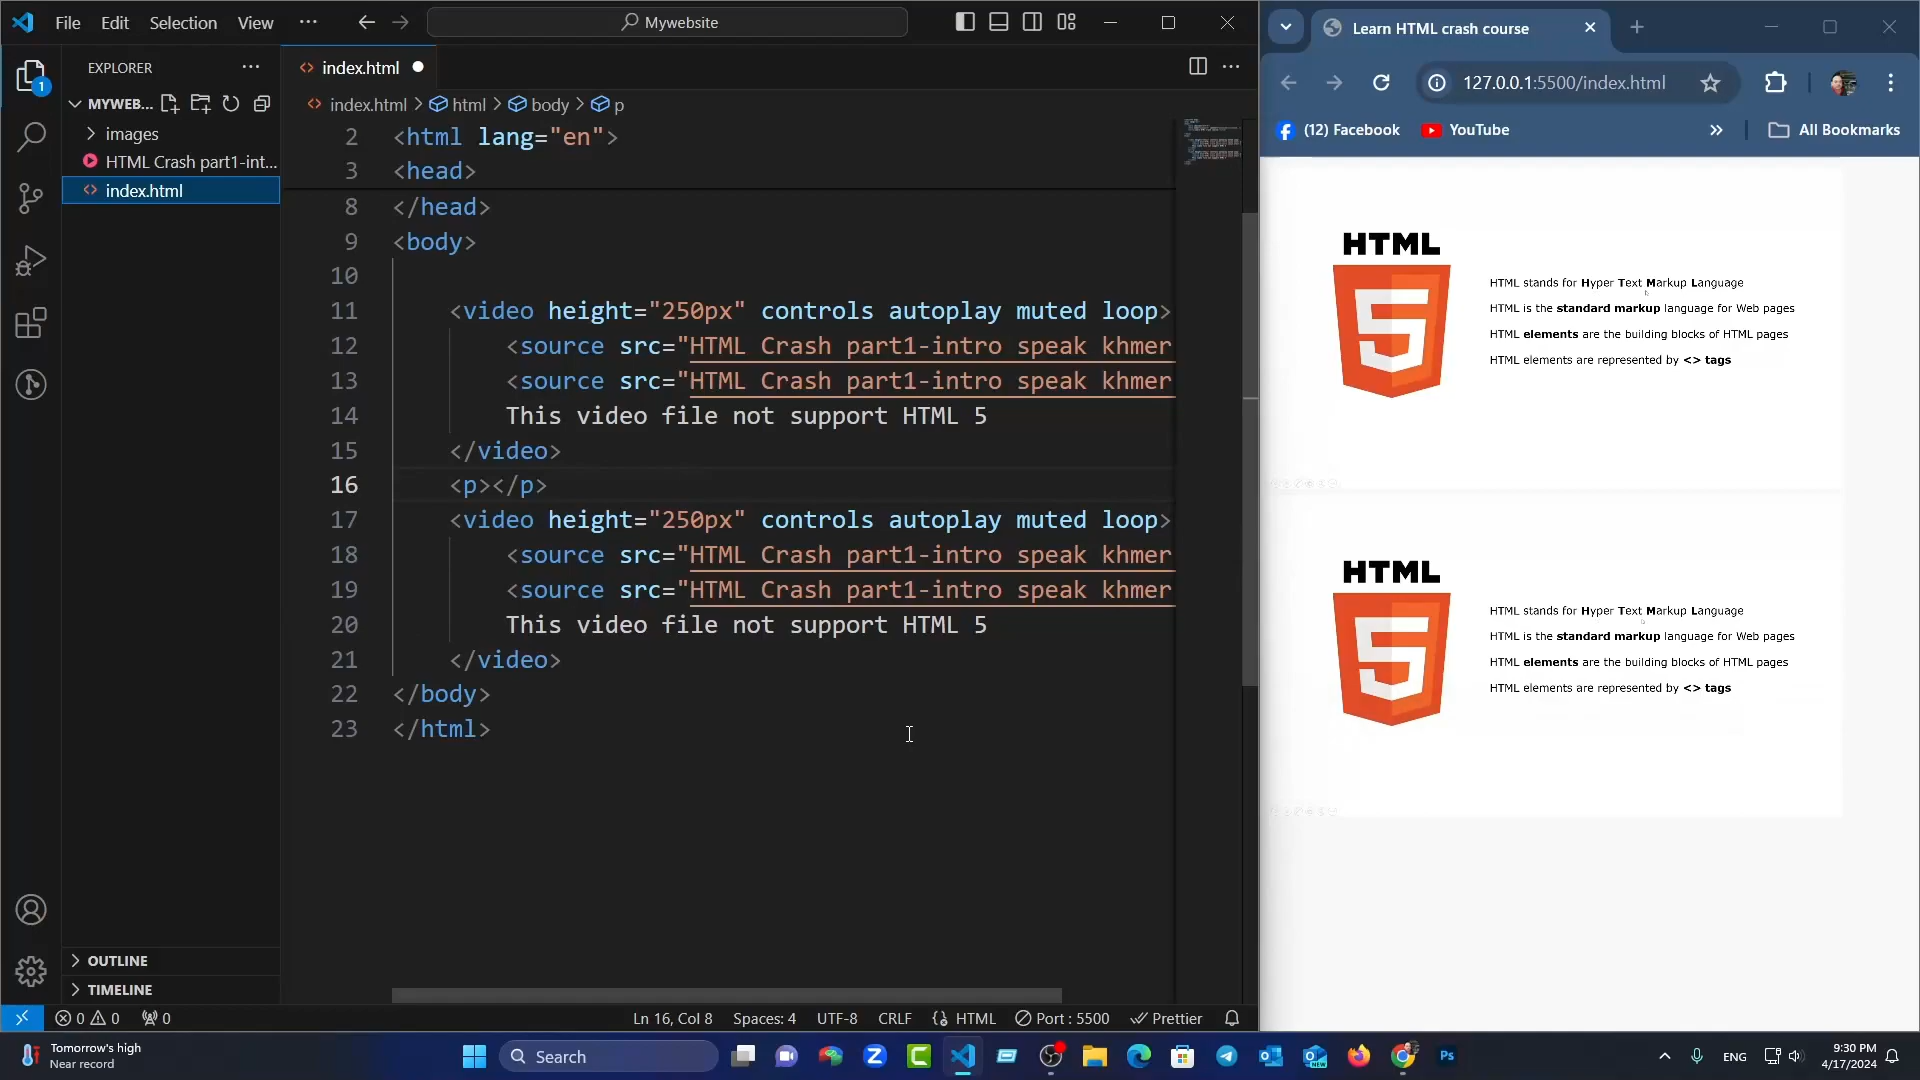 File Edit Selection View ··· Mywebsite
EXPLORER ···
MYWEB...
images
HTML Crash part1-int...
index.html
OUTLINE
TIMELINE
index.html
index.html > html > body > p
2 <html lang="en">
3 <head>
8 </head>
9 <body>
10
11 <video height="250px" controls autoplay muted loop>
12 <source src="HTML Crash part1-intro speak khmer
13 <source src="HTML Crash part1-intro speak khmer
14 This video file not support HTML 5
15 </video>
16 <p></p>
17 <video height="250px" controls autoplay muted loop>
18 <source src="HTML Crash part1-intro speak khmer
19 <source src="HTML Crash part1-intro speak khmer
20 This video file not support HTML 5
21 </video>
22 </body>
23 </html>
0 0 0 Ln 16, Col 8 Spaces: 4 UTF-8 CRLF HTML Port : 5500 Prettier
Learn HTML crash course
127.0.0.1:5500/index.html
(12) Facebook YouTube » All Bookmarks
HTML
5
HTML stands for Hyper Text Markup Language
HTML is the standard markup language for Web pages
HTML elements are the building blocks of HTML pages
HTML elements are represented by <> tags
HTML
5
HTML stands for Hyper Text Markup Language
HTML is the standard markup language for Web pages
HTML elements are the building blocks of HTML pages
HTML elements are represented by <> tags
Tomorrow's high
Near record
Search
Ps
ENG
9:30 PM
4/17/2024